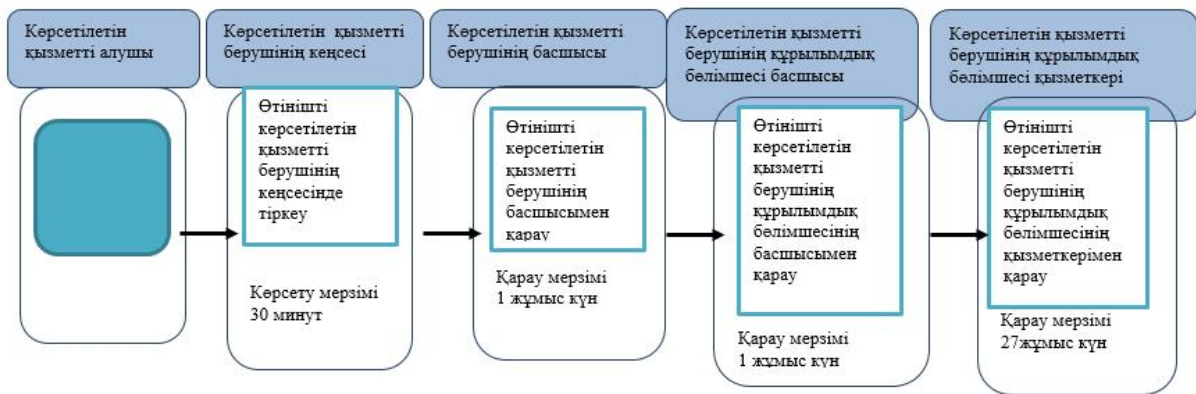 Көрсетілетін
қызметті алушы
Көрсетілетін қызметті
берушінің кеңсесі
Көрсетілетін қызметті
берушінің басшысы
Көрсетілетін қызметті
берушінің құрылымдық
бөлімшесі басшысы
Көрсетілетін қызметті
берушінің құрылымдық
бөлімшесі қызметкері
Өтінішті
көрсетілетін
қызметті
берушінің
кеңсесінде
тіркеу
Көрсету мерзімі
30 минут
Өтінішті
көрсетілетін
қызметті
берушінің
басшысымен
қарау
Қарау мерзімі
1 жұмыс күн
Өтінішті
көрсетілетін
қызметті
берушінің
құрылымдық
бөлімшесінің
басшысымен
қарау
Қарау мерзімі
1 жұмыс күн
Өтінішті
көрсетілетін
қызметті
берушінің
құрылымдық
бөлімшесінің
қызметкерімен
қарау
Қарау мерзімі
27жұмыс күн